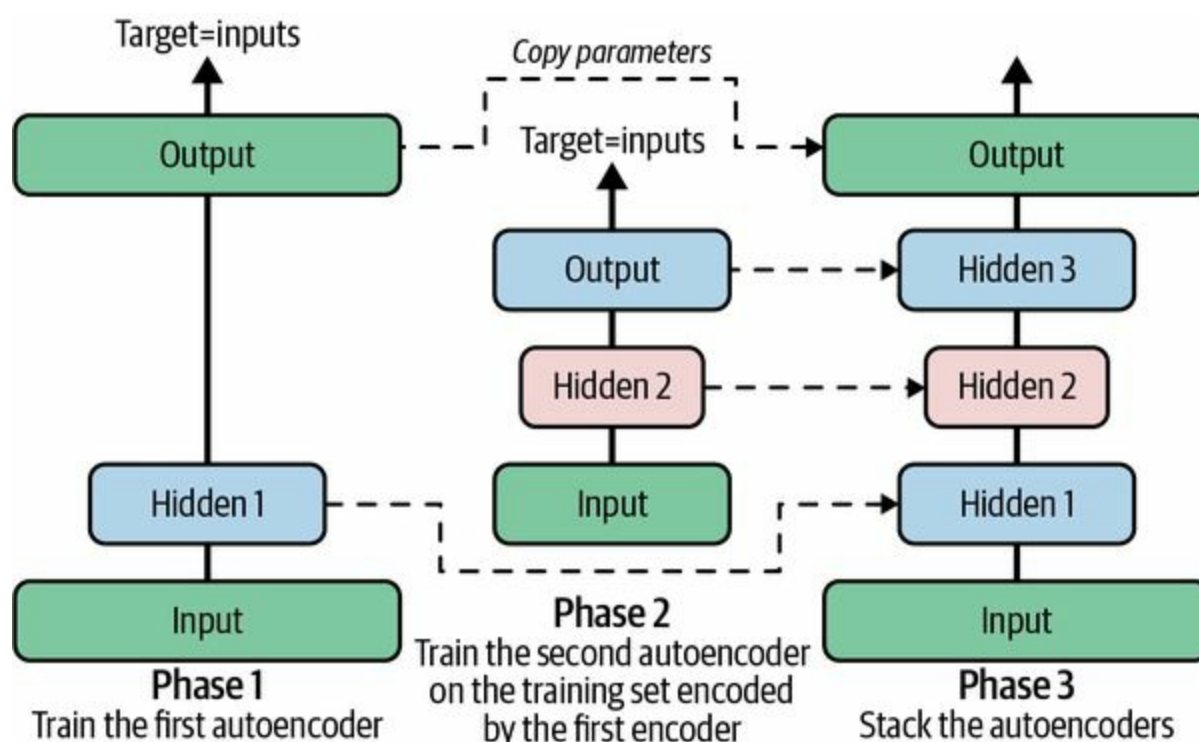 Target=inputs
Copy parameters
Output
Target=inputs
Output
Output
Hidden 3
Hidden 2
Hidden 2
Hidden 1
Input
Hidden 1
Input
Input
Phase 1
Train the first autoencoder
Phase 2
Train the second autoencoder
on the training set encoded
by the first encoder
Phase 3
Stack the autoencoders